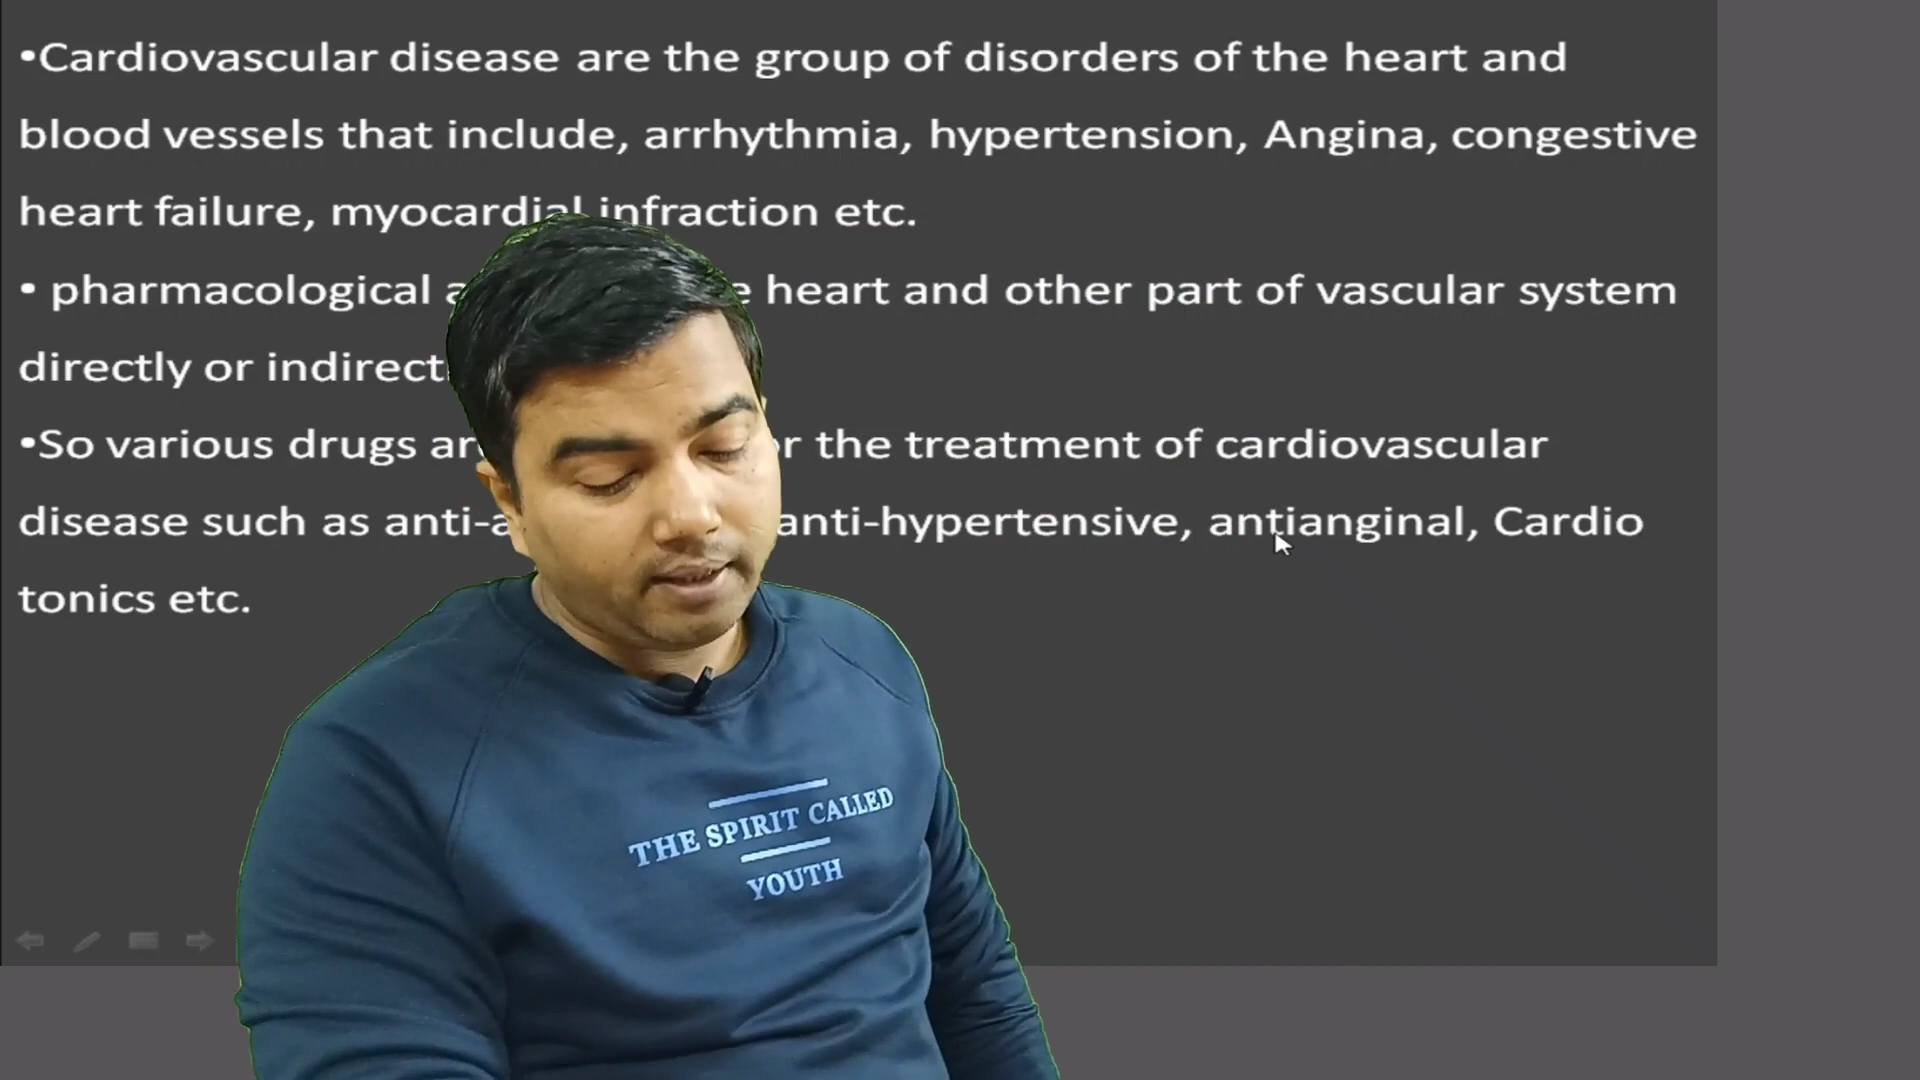 •Cardiovascular disease are the group of disorders of the heart and
blood vessels that include, arrhythmia, hypertension, Angina, congestive
heart failure, myocardial infraction etc.
• pharmacological heart and other part of vascular system
directly or
•So various drugs the treatment of cardiovascular
disease such as anti-hypertensive, antianginal, Cardio
tonics etc.
THE SPIRIT CALLED
YOUTH